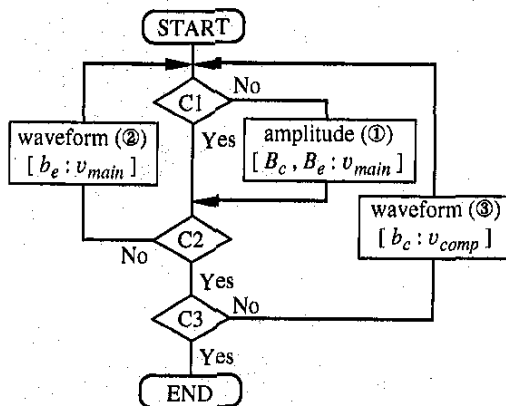 START
C1
No
Yes
waveform (②)
[ b_e : v_main ]
amplitude (①)
[ B_c , B_e : v_main ]
waveform (③)
[ b_c : v_comp ]
C2
No
Yes
C3
No
Yes
END